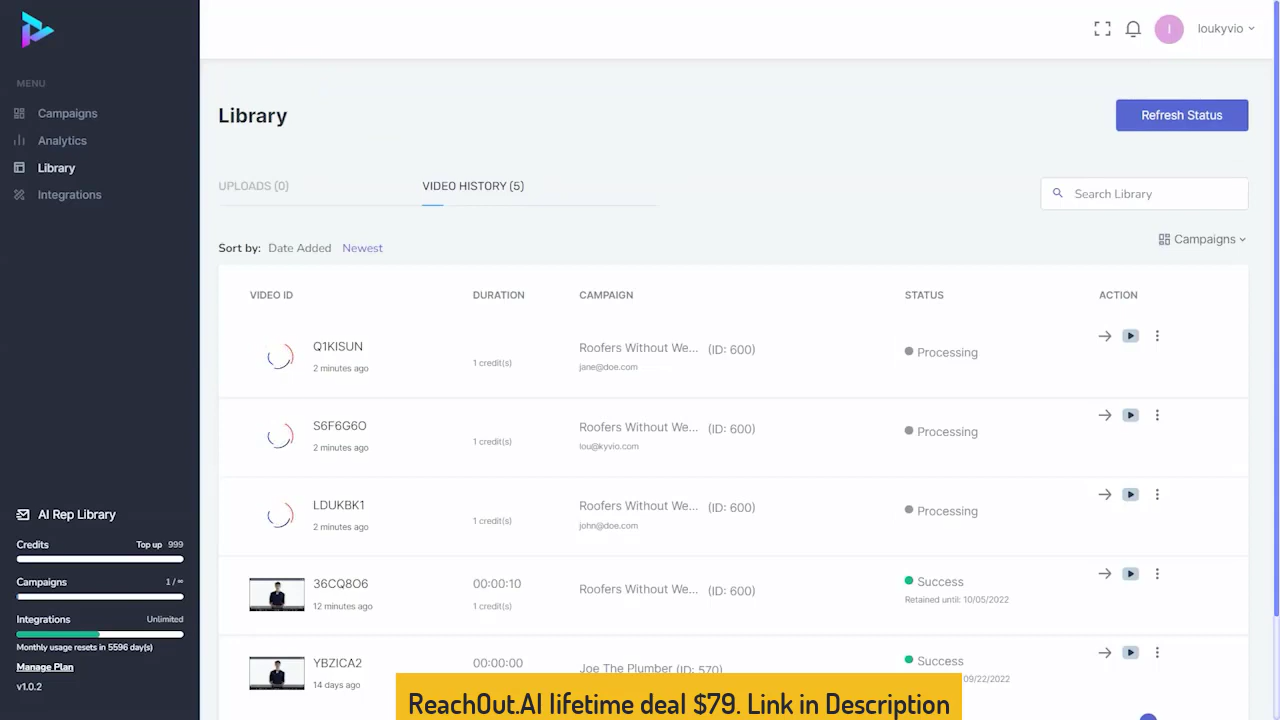 loukyvio
MENU
Campaigns
Analytics
Library
Integrations
AI Rep Library
Credits Top up 999
Campaigns 1 / ∞
Integrations Unlimited
Monthly usage resets in 5596 day(s)
Manage Plan
v1.0.2
Library
Refresh Status
UPLOADS (0) VIDEO HISTORY (5)
Search Library
Campaigns
Sort by: Date Added Newest
VIDEO ID DURATION CAMPAIGN STATUS ACTION
Q1KISUN
2 minutes ago
1 credit(s)
Roofers Without We... (ID: 600)
jane@doe.com
Processing
S6F6G6O
2 minutes ago
1 credit(s)
Roofers Without We... (ID: 600)
lou@kyvio.com
Processing
LDUKBK1
2 minutes ago
1 credit(s)
Roofers Without We... (ID: 600)
john@doe.com
Processing
36CQ8O6
12 minutes ago
00:00:10
1 credit(s)
Roofers Without We... (ID: 600)
Success
Retained until: 10/05/2022
YBZICA2
14 days ago
00:00:00
Joe The Plumber (ID: 570)
Success
09/22/2022
ReachOut.AI lifetime deal $79. Link in Description